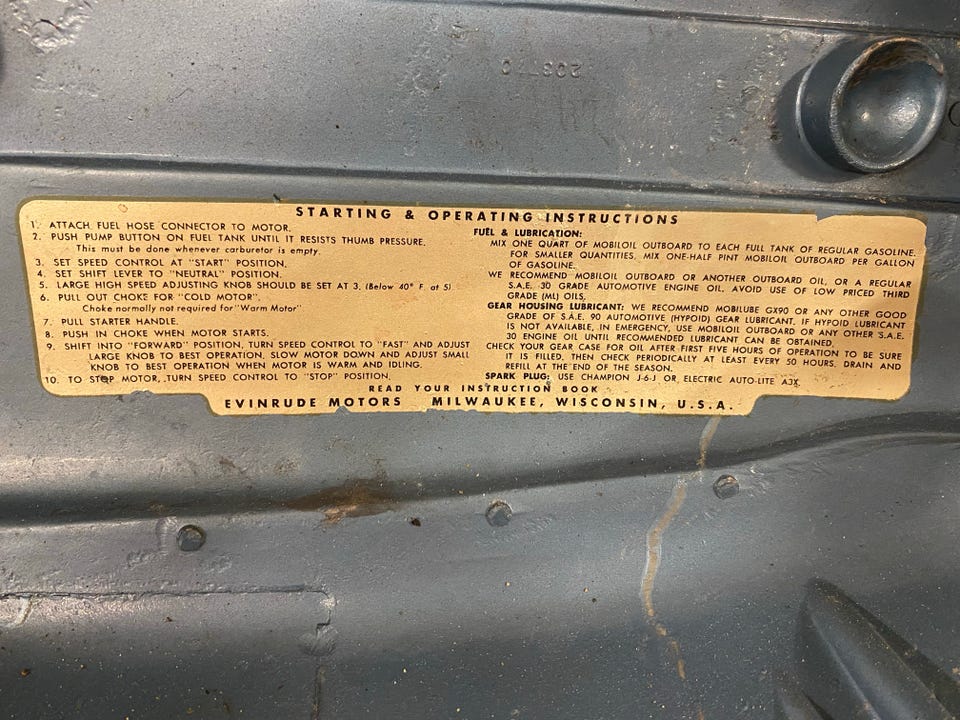 STARTING & OPERATING INSTRUCTIONS
1. ATTACH FUEL HOSE CONNECTOR TO MOTOR.
2. PUSH PUMP BUTTON ON FUEL TANK UNTIL IT RESISTS THUMB PRESSURE.
This must be done whenever carburetor is empty.
3. SET SPEED CONTROL AT "START" POSITION.
4. SET SHIFT LEVER TO "NEUTRAL" POSITION.
5. LARGE HIGH SPEED ADJUSTING KNOB SHOULD BE SET AT 3. (Below 40° F. at 5)
6. PULL OUT CHOKE FOR "COLD MOTOR".
Choke normally not required for "Warm Motor"
7. PULL STARTER HANDLE.
8. PUSH IN CHOKE WHEN MOTOR STARTS.
9. SHIFT INTO "FORWARD" POSITION, TURN SPEED CONTROL TO "FAST" AND ADJUST
LARGE KNOB TO BEST OPERATION, SLOW MOTOR DOWN AND ADJUST SMALL
KNOB TO BEST OPERATION WHEN MOTOR IS WARM AND IDLING.
10. TO STOP MOTOR, TURN SPEED CONTROL TO "STOP" POSITION.
FUEL & LUBRICATION:
MIX ONE QUART OF MOBILOIL OUTBOARD TO EACH FULL TANK OF REGULAR GASOLINE.
FOR SMALLER QUANTITIES, MIX ONE-HALF PINT MOBILOIL OUTBOARD PER GALLON
OF GASOLINE.
WE RECOMMEND MOBILOIL OUTBOARD OR ANOTHER OUTBOARD OIL, OR A REGULAR
S.A.E. 30 GRADE AUTOMOTIVE ENGINE OIL. AVOID USE OF LOW PRICED THIRD
GRADE (ML) OILS.
GEAR HOUSING LUBRICANT: WE RECOMMEND MOBILUBE GX90 OR ANY OTHER GOOD
GRADE OF S.A.E. 90 AUTOMOTIVE (HYPOID) GEAR LUBRICANT. IF HYPOID LUBRICANT
IS NOT AVAILABLE, IN EMERGENCY, USE MOBILOIL OUTBOARD OR ANY OTHER S.A.E.
30 ENGINE OIL UNTIL RECOMMENDED LUBRICANT CAN BE OBTAINED.
CHECK YOUR GEAR CASE FOR OIL AFTER FIRST FIVE HOURS OF OPERATION TO BE SURE
IT IS FILLED, THEN CHECK PERIODICALLY AT LEAST EVERY 50 HOURS. DRAIN AND
REFILL AT THE END OF THE SEASON.
SPARK PLUG: USE CHAMPION J-6-J OR ELECTRIC AUTO-LITE A3X
READ YOUR INSTRUCTION BOOK
EVINRUDE MOTORS MILWAUKEE, WISCONSIN, U.S.A.